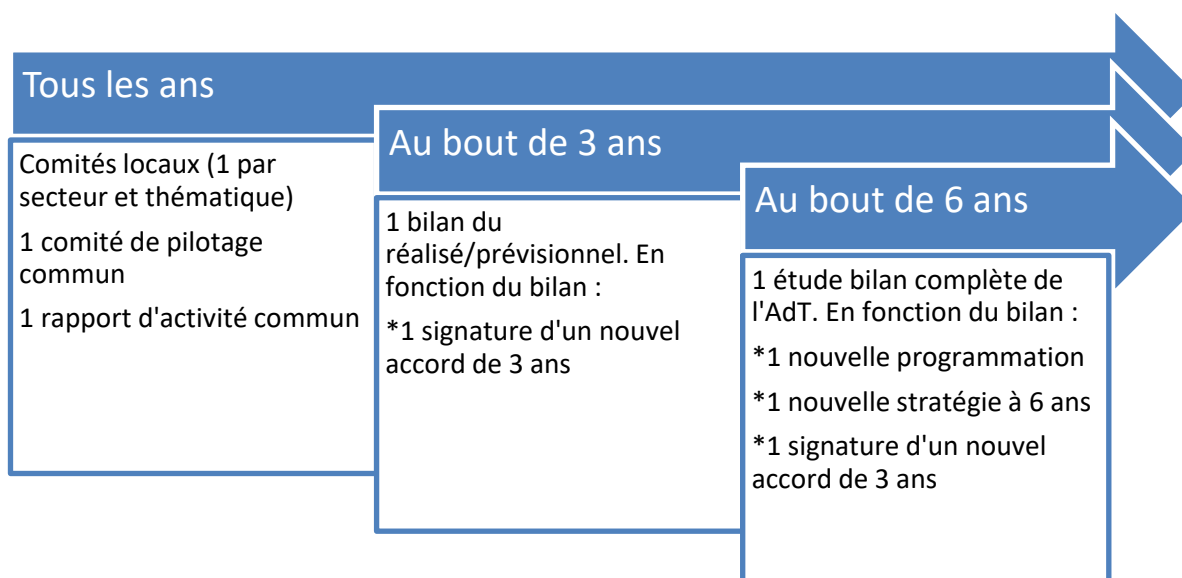 Tous les ans
Comités locaux (1 par
secteur et thématique)
1 comité de pilotage
commun
1 rapport d'activité commun
Au bout de 3 ans
1 bilan du
réalisé/prévisionnel. En
fonction du bilan :
*1 signature d'un nouvel
accord de 3 ans
Au bout de 6 ans
1 étude bilan complète de
l'AdT. En fonction du bilan :
*1 nouvelle programmation
*1 nouvelle stratégie à 6 ans
*1 signature d'un nouvel
accord de 3 ans